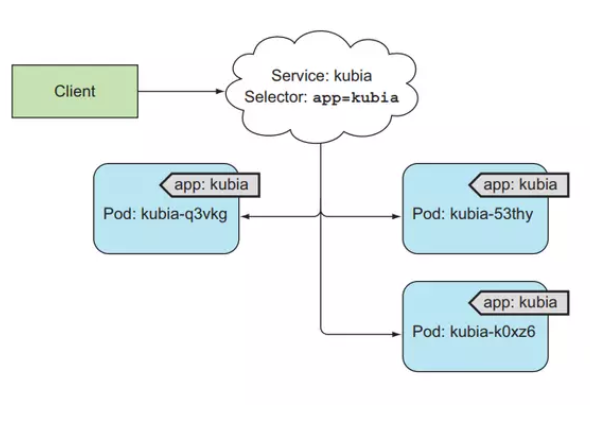 Client
Service: kubia
Selector: app=kubia
app: kubia
Pod: kubia-q3vkg
app: kubia
Pod: kubia-53thy
app: kubia
Pod: kubia-k0xz6